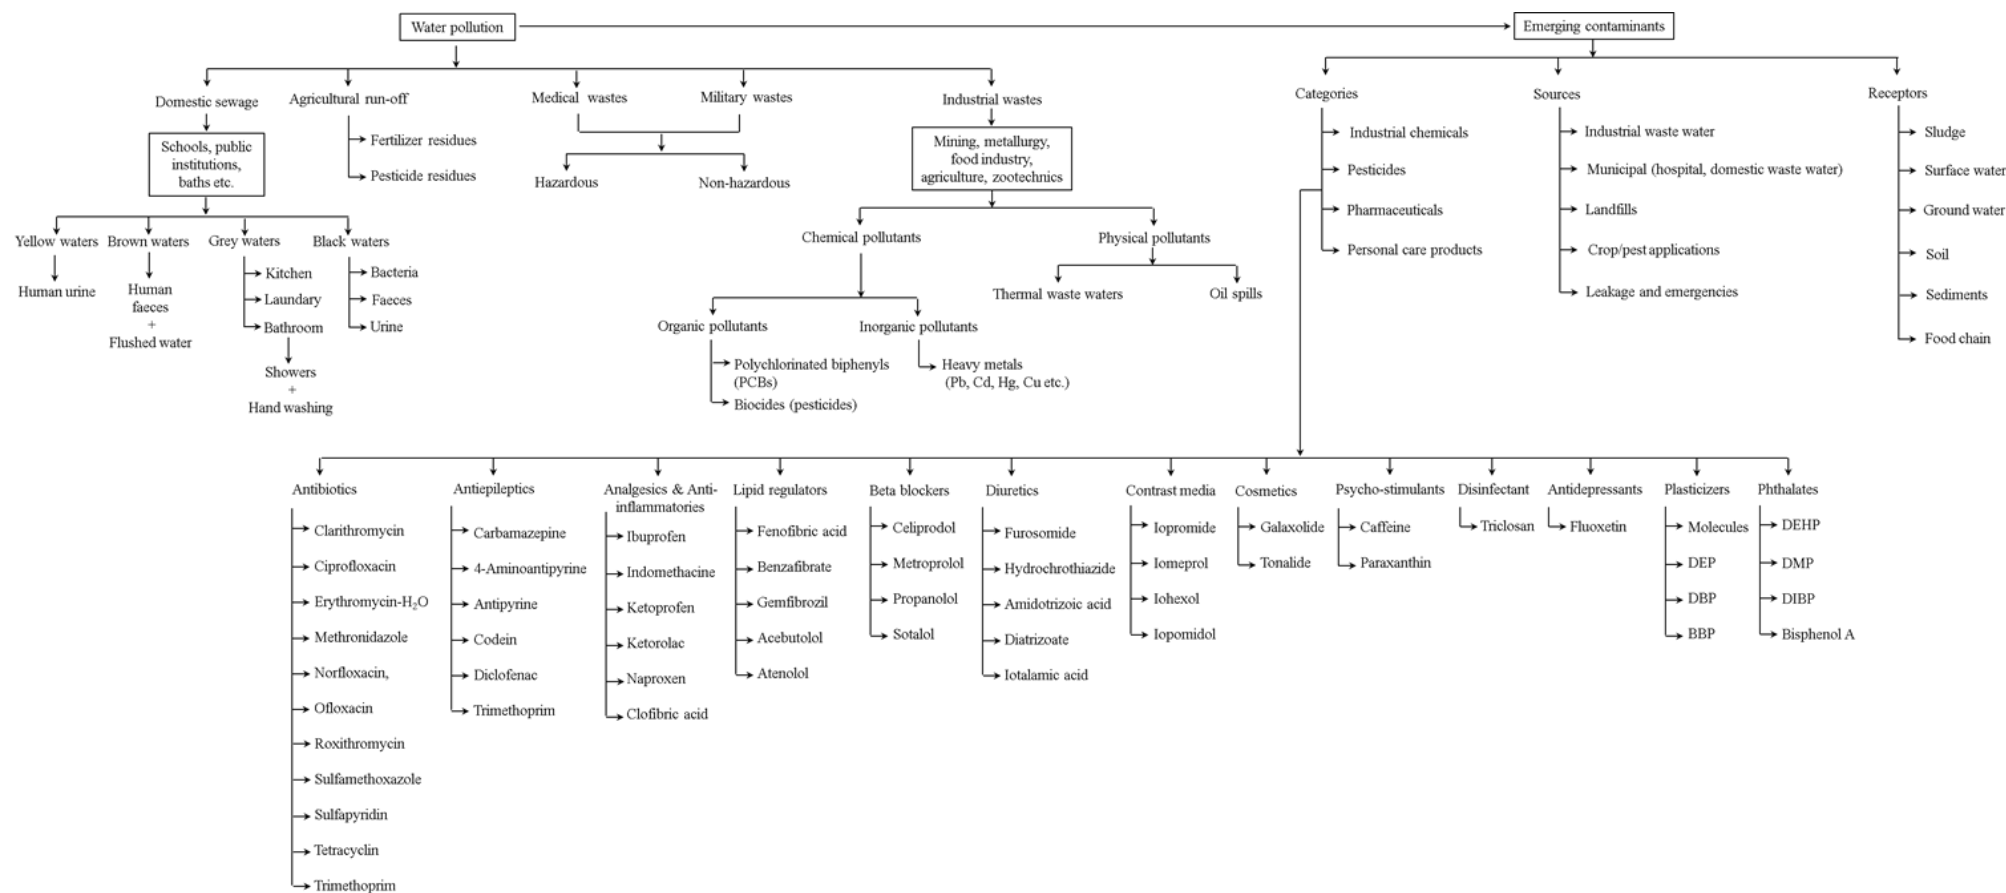 Water pollution
Emerging contaminants
Domestic sewage
Agricultural run-off
Medical wastes
Military wastes
Industrial wastes
Categories
Sources
Receptors
Schools, public
institutions,
baths etc.
Fertilizer residues
Pesticide residues
Hazardous
Non-hazardous
Mining, metallurgy,
food industry,
agriculture, zootechnics
Industrial chemicals
Pesticides
Pharmaceuticals
Personal care products
Industrial waste water
Municipal (hospital, domestic waste water)
Landfills
Crop/pest applications
Leakage and emergencies
Sludge
Surface water
Ground water
Soil
Sediments
Food chain
Yellow waters
Brown waters
Grey waters
Black waters
Human urine
Human
faeces
+
Flushed water
Kitchen
Laundary
Bathroom
Showers
+
Hand washing
Bacteria
Faeces
Urine
Chemical pollutants
Physical pollutants
Thermal waste waters
Oil spills
Organic pollutants
Inorganic pollutants
Polychlorinated biphenyls
(PCBs)
Biocides (pesticides)
Heavy metals
(Pb, Cd, Hg, Cu etc.)
Antibiotics
Clarithromycin
Ciprofloxacin
Erythromycin-H₂O
Methronidazole
Norfloxacin,
Ofloxacin
Roxithromycin
Sulfamethoxazole
Sulfapyridin
Tetracyclin
Trimethoprim
Antiepileptics
Carbamazepine
4-Aminoantipyrine
Antipyrine
Codein
Diclofenac
Trimethoprim
Analgesics & Anti-
inflammatories
Ibuprofen
Indomethacine
Ketoprofen
Ketorolac
Naproxen
Clofibric acid
Lipid regulators
Fenofibric acid
Benzafibrate
Gemfibrozil
Acebutolol
Atenolol
Beta blockers
Celiprodol
Metroprolol
Propanolol
Sotalol
Diuretics
Furosomide
Hydrochrothiazide
Amidotrizoic acid
Diatrizoate
Iotalamic acid
Contrast media
Iopromide
Iomeprol
Iohexol
Iopomidol
Cosmetics
Galaxolide
Tonalide
Psycho-stimulants
Caffeine
Paraxanthin
Disinfectant
Triclosan
Antidepressants
Fluoxetin
Plasticizers
Molecules
DEP
DBP
BBP
Phthalates
DEHP
DMP
DIBP
Bisphenol A